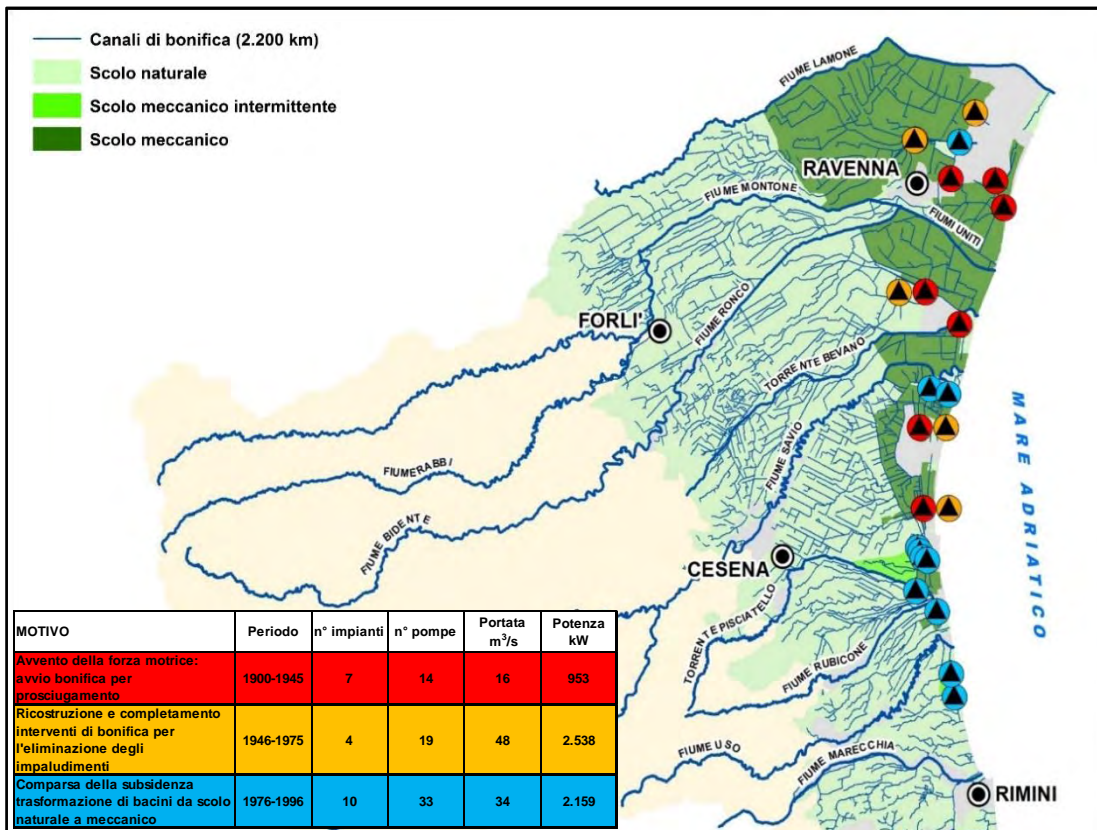 Canali di bonifica (2.200 km)
Scolo naturale
Scolo meccanico intermittente
Scolo meccanico
FIUME LAMONE
RAVENNA
FIUME MONTONE
FIUMI UNITI
FORLI'
FIUME RONCO
TORRENTE BEVANO
FIUME SAVIO
MARE ADRIATICO
FIUMERABBI
FIUME BIDENTE
CESENA
TORRENTE PISCIATELLO
FIUME RUBICONE
FIUME USO
FIUME MARECCHIA
RIMINI
MOTIVO Periodo n° impianti n° pompe Portata m³/s Potenza kW
Avvento della forza motrice:
avvio bonifica per
prosciugamento
1900-1945 7 14 16 953
Ricostruzione e completamento
interventi di bonifica per
l'eliminazione degli
impaludimenti
1946-1975 4 19 48 2.538
Comparsa della subsidenza
trasformazione di bacini da scolo
naturale a meccanico
1976-1996 10 33 34 2.159